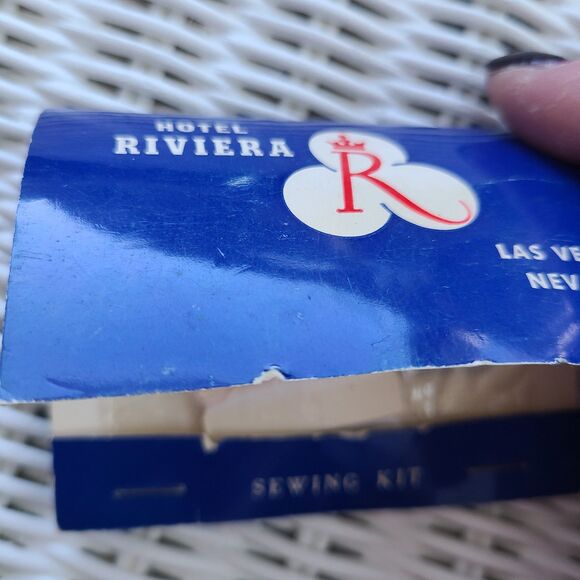 HOTEL
RIVIERA
R
LAS VE
NEV
SEWING KIT